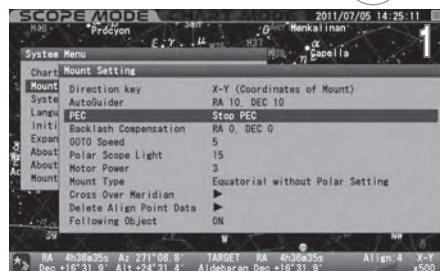 SCOPE MODE CHART MODE 2011/07/05 14:25:11
Procyon Menkalinan
1
M37
M38 Capella
System Menu
Chart Mount Setting
Mount Direction key X-Y (Coordinates of Mount)
Syste AutoGuider RA 10, DEC 10
Langu PEC Stop PEC
Initi Backlash Compensation RA 0, DEC 0
Expan GOTO Speed 5
About Polar Scope Light 15
About Motor Power 3
Mount Mount Type Equatorial without Polar Setting
Cross Over Meridian ▶
Delete Align Point Data ▶
Following Object ON
W NW
RA 4h36m35s Az 271°08.8' TARGET RA 4h36m35s Align:4 X-Y
Dec +16°31.9' Alt +24°31.4' Aldebaran Dec +16°31.9' x500